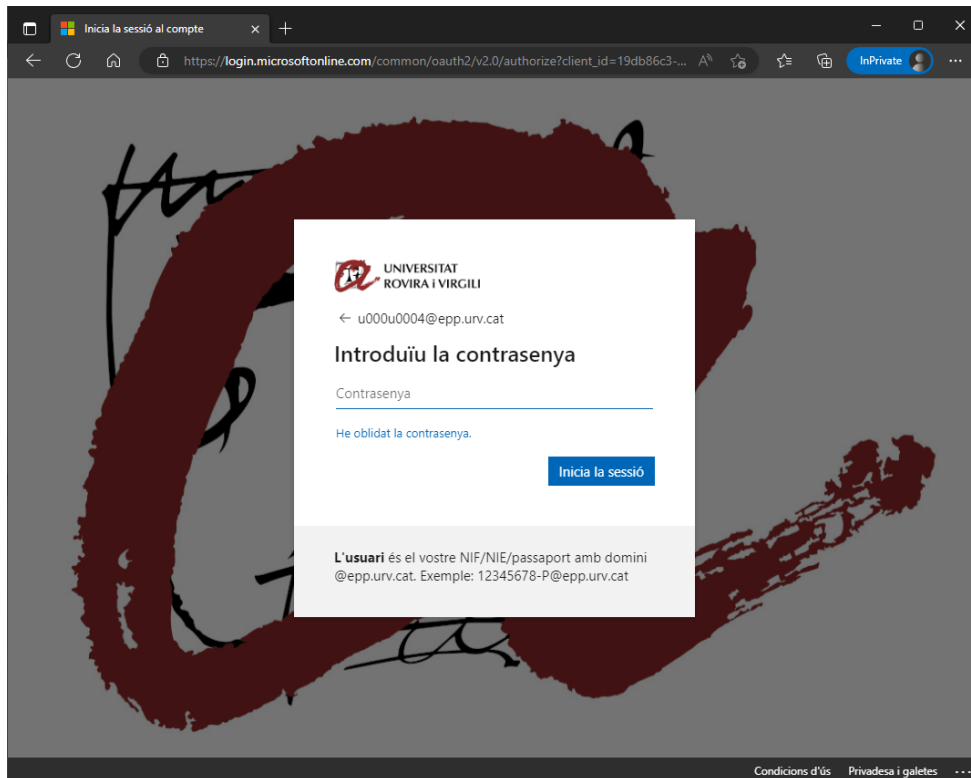 Inicia la sessió al compte
https://login.microsoftonline.com/common/oauth2/v2.0/authorize?client_id=19db86c3-...
InPrivate
UNIVERSITAT
ROVIRA i VIRGILI
u000u0004@epp.urv.cat
Introduïu la contrasenya
Contrasenya
He oblidat la contrasenya.
Inicia la sessió
L'usuari és el vostre NIF/NIE/passaport amb domini
@epp.urv.cat. Exemple: 12345678-P@epp.urv.cat
Condicions d'ús Privadesa i galetes ...